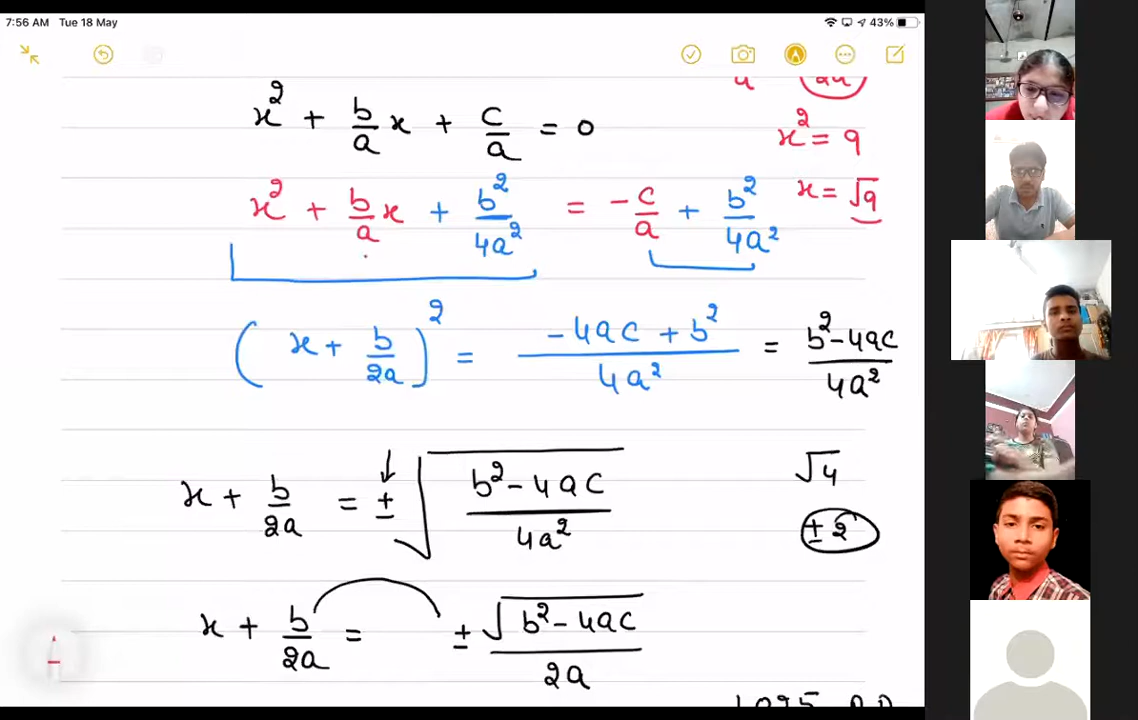 7:56 AM Tue 18 May
43%
x² + b/a x + c/a = 0
x² = 9
x² + b/a x + b²/4a² = -c/a + b²/4a²
x = √9
(x + b/2a)² = (-4ac + b²)/4a² = (b²-4ac)/4a²
x + b/2a = ± √((b²-4ac)/4a²)
√4
± 2
x + b/2a = ± √(b²-4ac)/2a